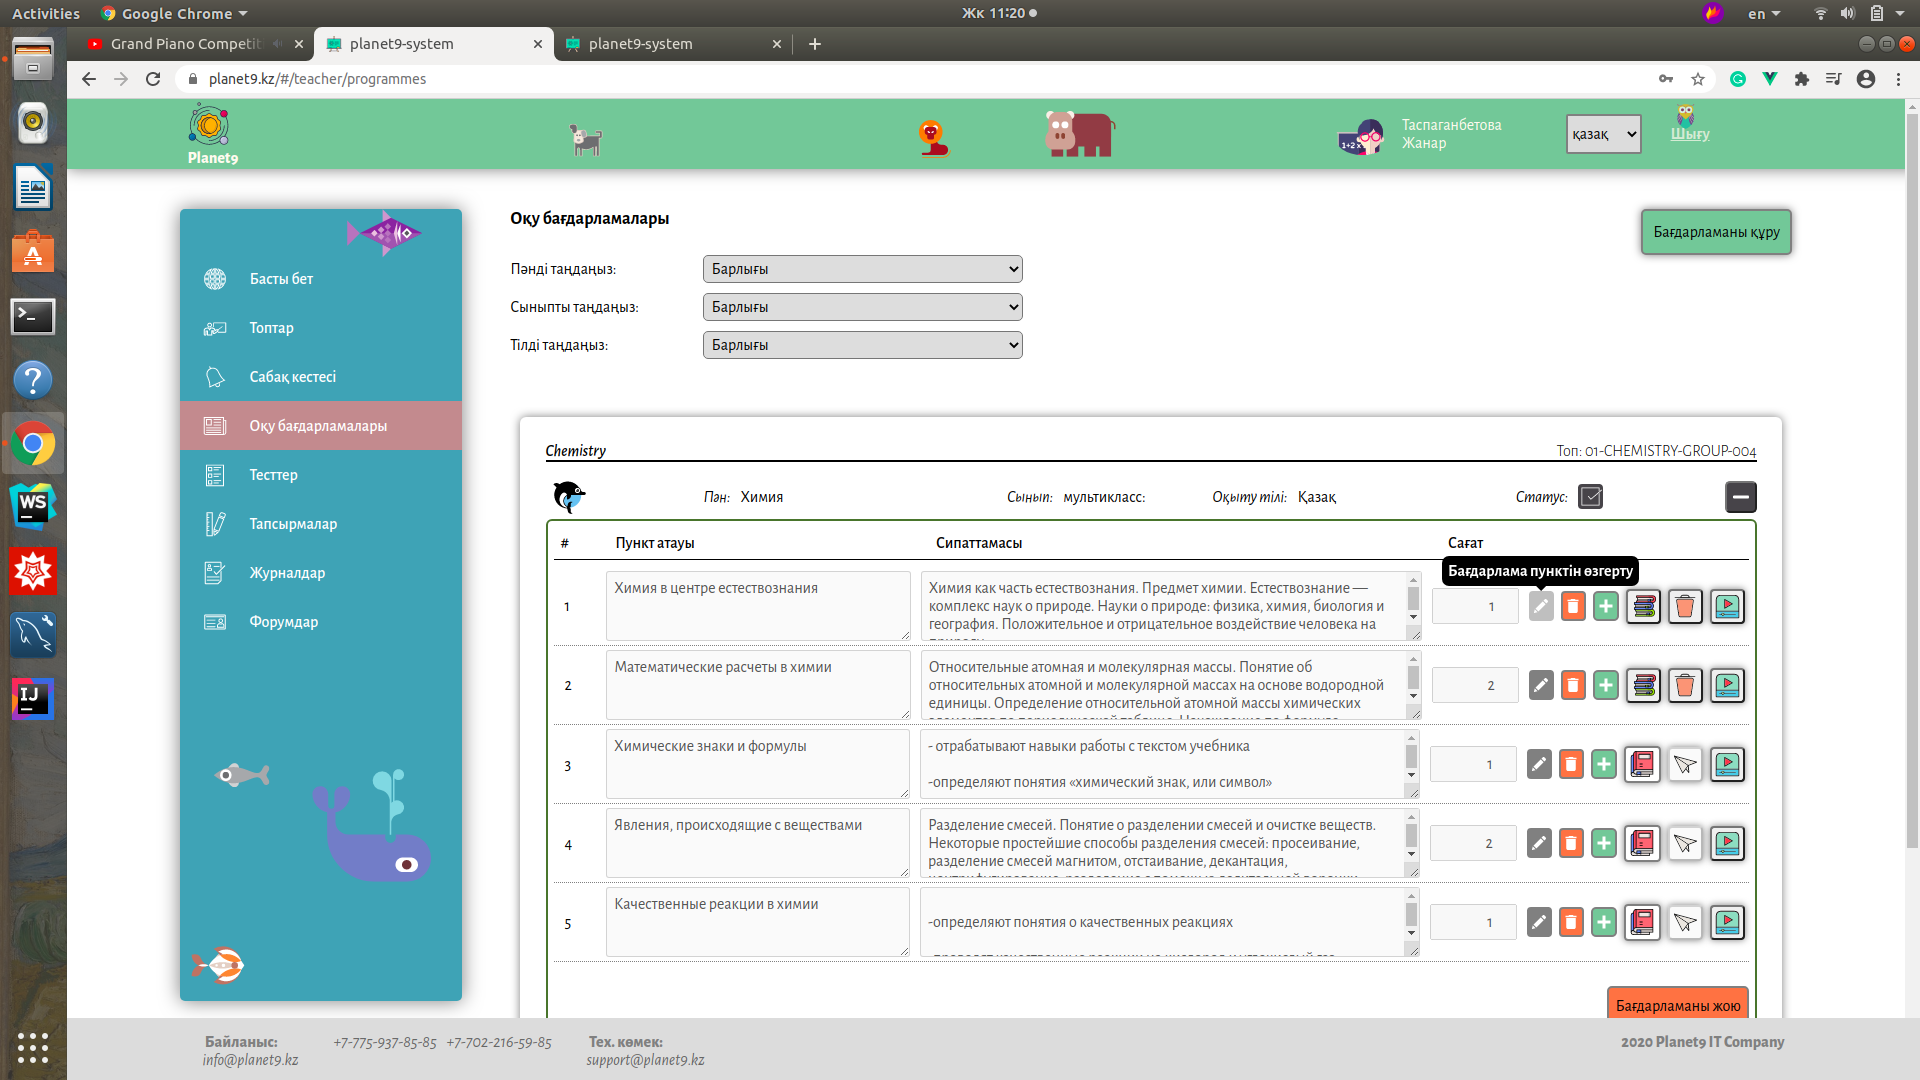 Activities
Google Chrome
Жк 11:20
en
Grand Piano Competit
planet9-system
planet9-system
planet9.kz/#/teacher/programmes
Planet9
1+2 x
Таспаганбетова
Жанар
қазақ
Шығу
Басты бет
Топтар
Сабақ кестесі
Оқу бағдарламалары
Тесттер
Тапсырмалар
Журналдар
Форумдар
Оқу бағдарламалары
Бағдарламаны құру
Пәнді таңдаңыз:
Барлығы
Сыныпты таңдаңыз:
Барлығы
Тілді таңдаңыз:
Барлығы
Chemistry
Топ: 01-CHEMISTRY-GROUP-004
Пән: Химия
Сынып: мультикласс:
Оқыту тілі: Қазақ
Статус:
# Пункт атауы Сипаттамасы Сағат
Бағдарлама пунктін өзгерту
1
Химия в центре естествознания
Химия как часть естествознания. Предмет химии. Естествознание —
комплекс наук о природе. Науки о природе: физика, химия, биология и
география. Положительное и отрицательное воздействие человека на
природу.
1
2
Математические расчеты в химии
Относительные атомная и молекулярная массы. Понятие об
относительных атомной и молекулярной массах на основе водородной
единицы. Определение относительной атомной массы химических
2
3
Химические знаки и формулы
- отрабатывают навыки работы с текстом учебника
-определяют понятия «химический знак, или символ»
1
4
Явления, происходящие с веществами
Разделение смесей. Понятие о разделении смесей и очистке веществ.
Некоторые простейшие способы разделения смесей: просеивание,
разделение смесей магнитом, отстаивание, декантация,
2
5
Качественные реакции в химии
-определяют понятия о качественных реакциях
1
Бағдарламаны жою
Байланыс:
+7-775-937-85-85 +7-702-216-59-85
info@planet9.kz
Тех. көмек:
support@planet9.kz
2020 Planet9 IT Company
WS
IJ